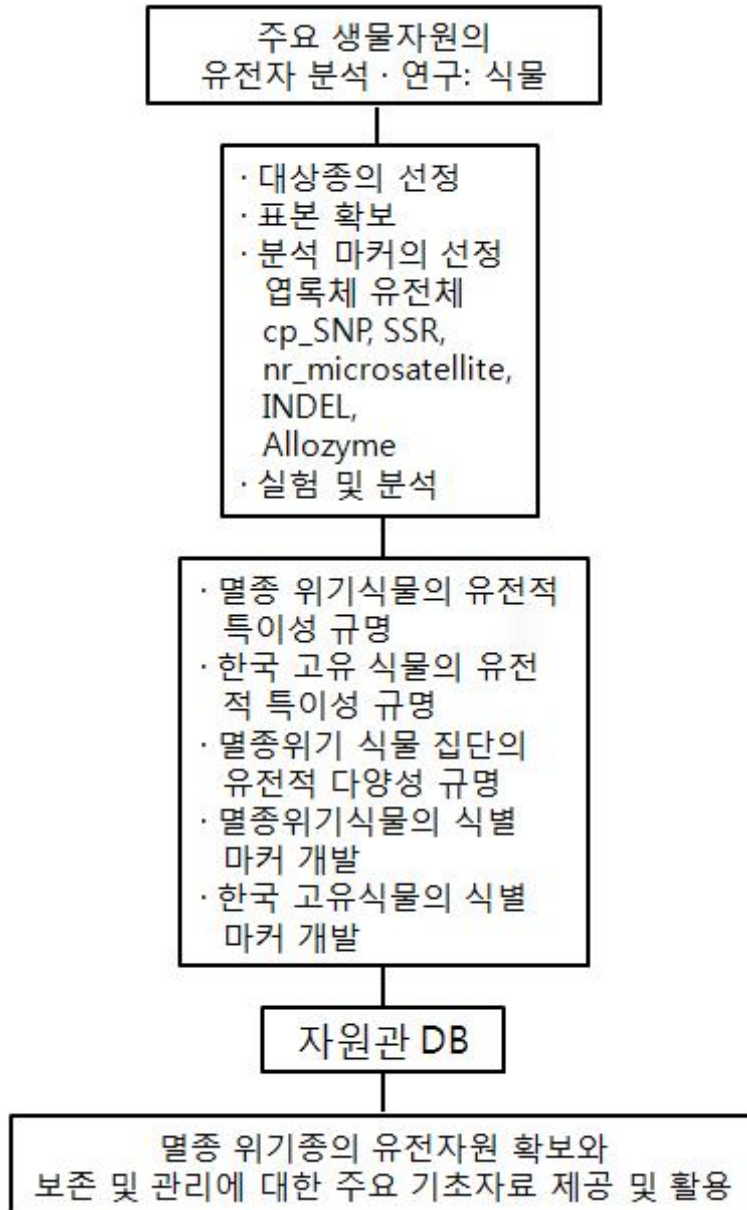 주요 생물자원의
유전자 분석 · 연구: 식물
· 대상종의 선정
· 표본 확보
· 분석 마커의 선정
엽록체 유전체
cp_SNP, SSR,
nr_microsatellite,
INDEL,
Allozyme
· 실험 및 분석
· 멸종 위기식물의 유전적
특이성 규명
· 한국 고유 식물의 유전
적 특이성 규명
· 멸종위기 식물 집단의
유전적 다양성 규명
· 멸종위기식물의 식별
마커 개발
· 한국 고유식물의 식별
마커 개발
자원관 DB
멸종 위기종의 유전자원 확보와
보존 및 관리에 대한 주요 기초자료 제공 및 활용